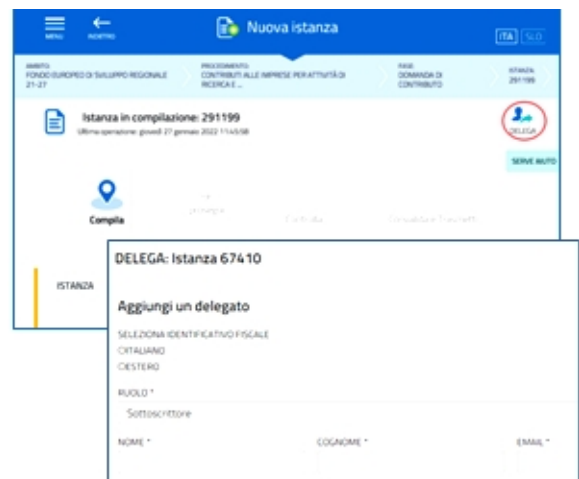 Nuova istanza
MENU
INDIETRO
ITA SLO
AMBITO:
FONDO EUROPEO DI SVILUPPO REGIONALE
21-27
PROCEDIMENTO:
CONTRIBUTI ALLE IMPRESE PER ATTIVITÀ DI
RICERCA E ...
FASE:
DOMANDA DI
CONTRIBUTO
ISTANZA:
291199
Istanza in compilazione: 291199
Ultima operazione: giovedì 27 gennaio 2022 11:45:08
DELEGA
SERVE AIUTO
Compila
Convalida e Trasmetti
ISTANZA
DELEGA: Istanza 67410
Aggiungi un delegato
SELEZIONA IDENTIFICATIVO FISCALE
ITALIANO
ESTERO
RUOLO *
Sottoscrittore
NOME *
COGNOME *
EMAIL *